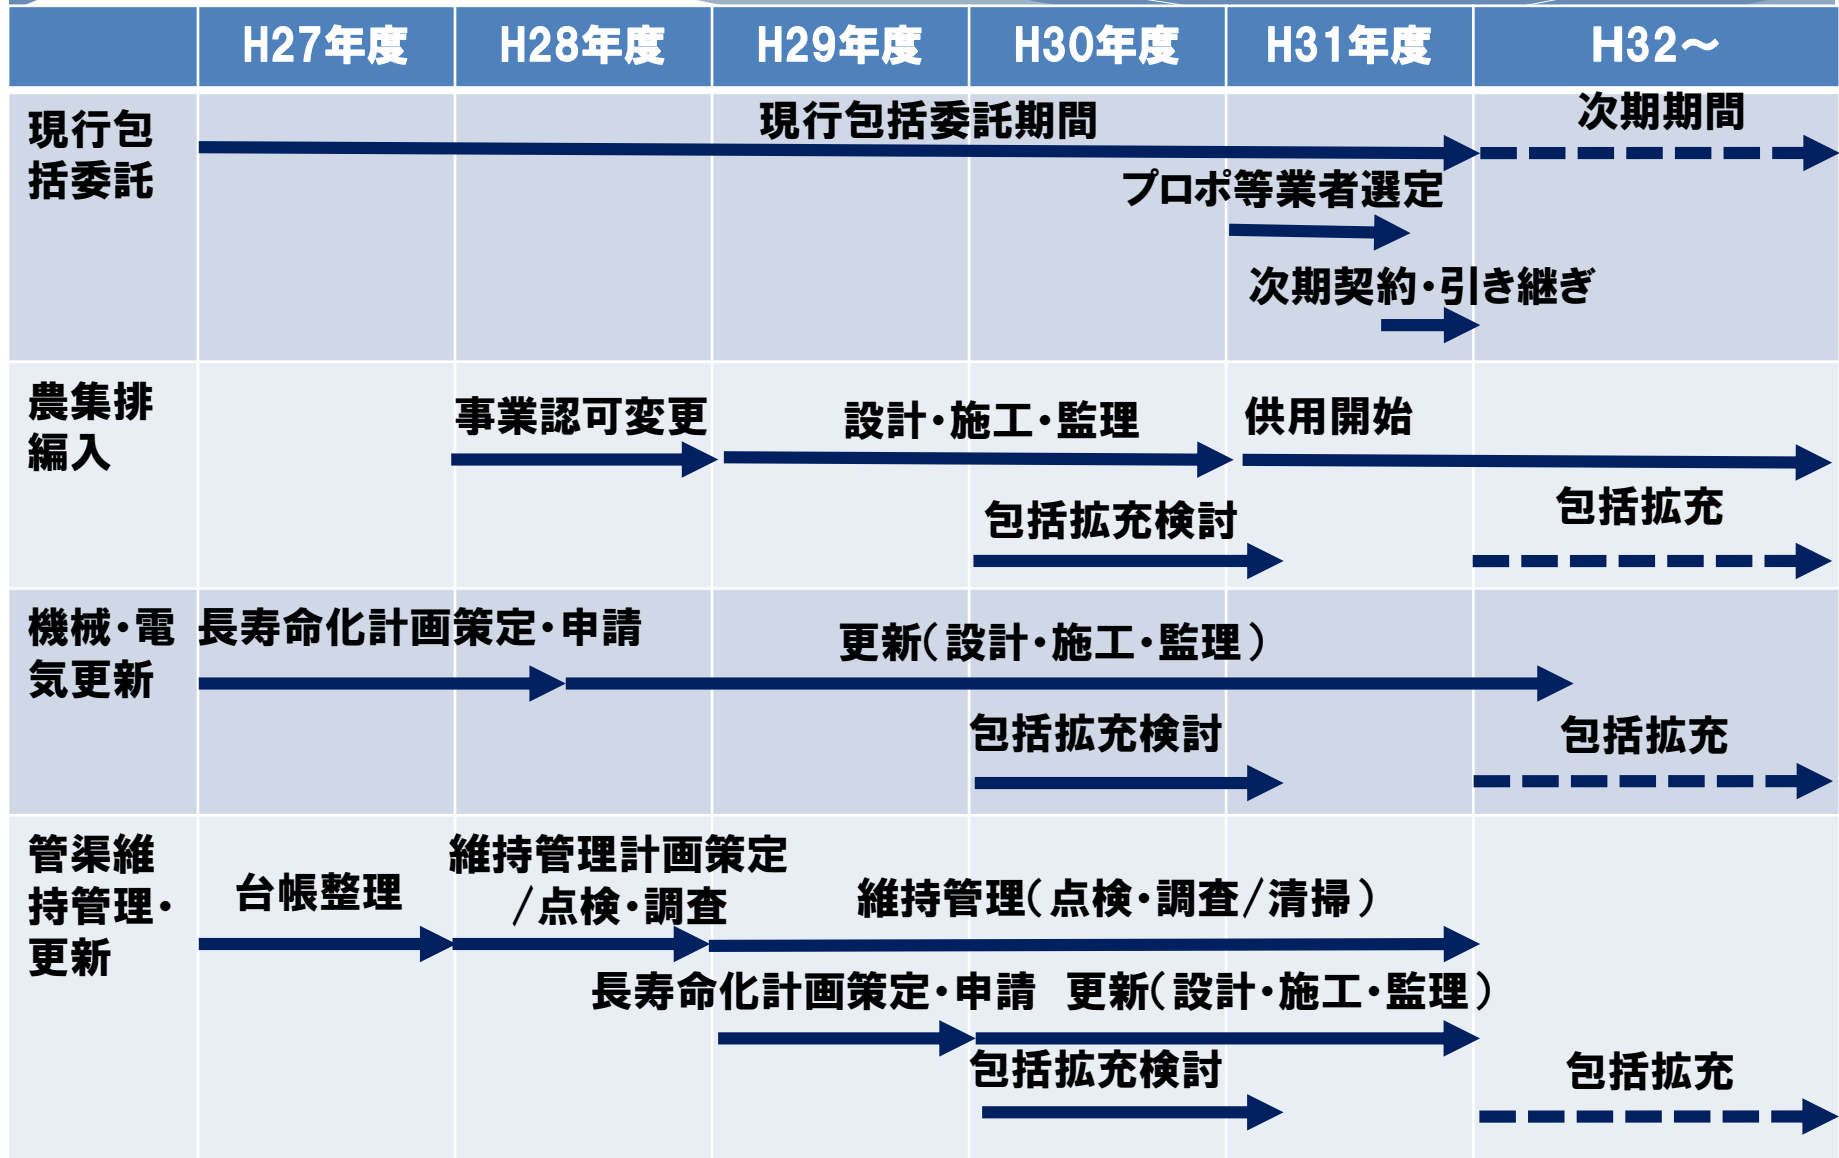 H27年度 H28年度 H29年度 H30年度 H31年度 H32～
現行包
括委託
現行包括委託期間
次期期間
プロポ等業者選定
次期契約・引き継ぎ
農集排
編入
事業認可変更
設計・施工・監理
供用開始
包括拡充検討
包括拡充
機械・電
気更新
長寿命化計画策定・申請
更新（設計・施工・監理）
包括拡充検討
包括拡充
管渠維
持管理・
更新
台帳整理
維持管理計画策定
/点検・調査
維持管理（点検・調査/清掃）
長寿命化計画策定・申請
更新（設計・施工・監理）
包括拡充検討
包括拡充